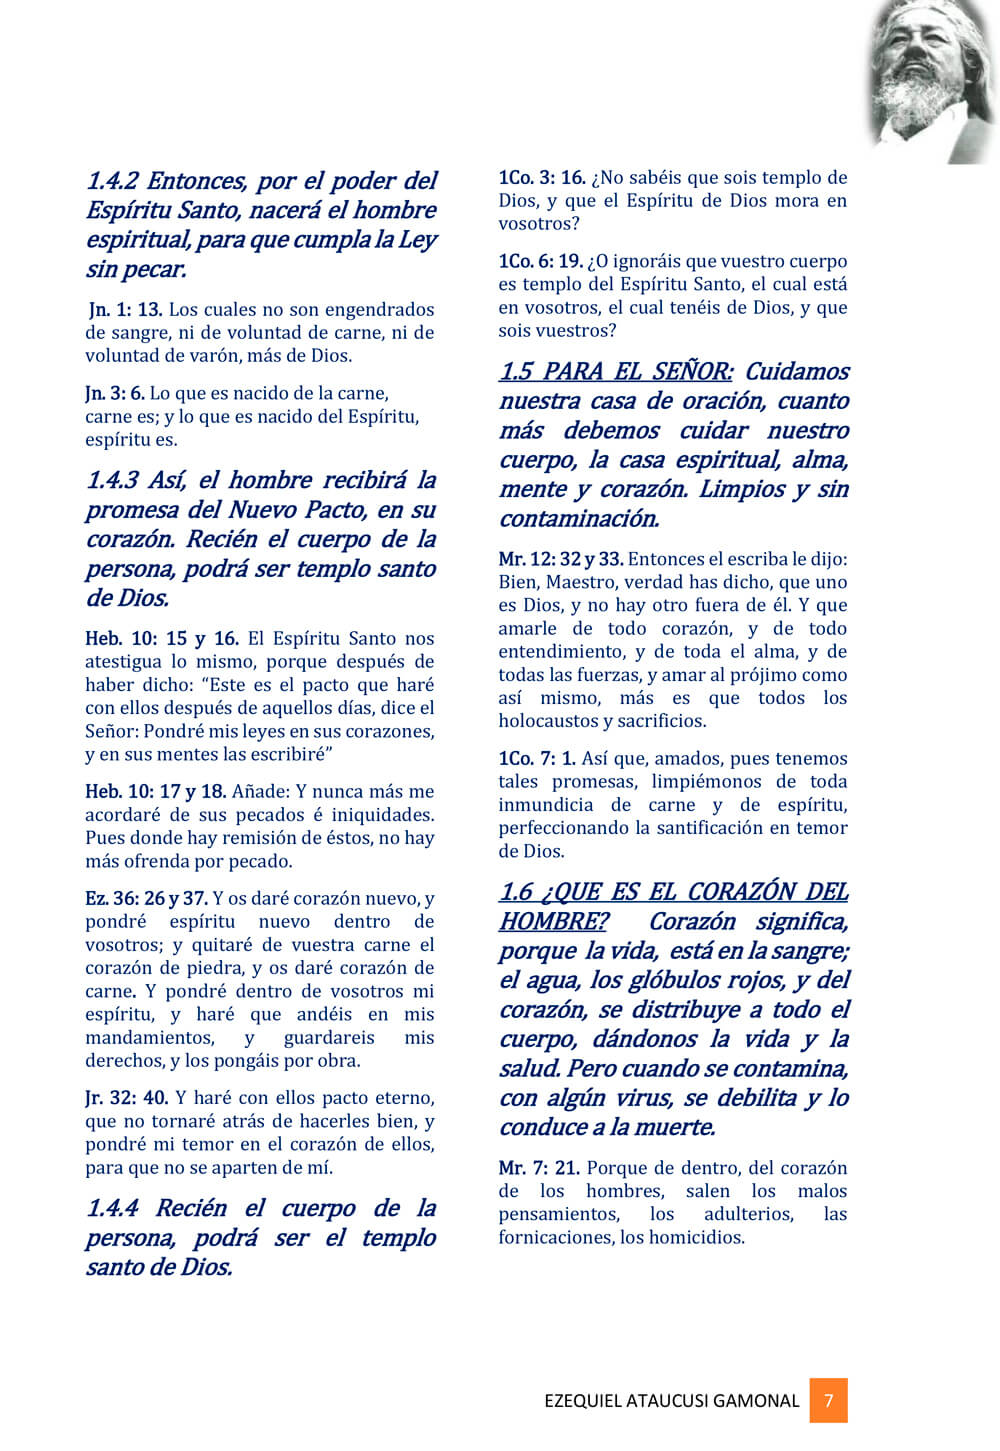 1.4.2 Entonces, por el poder del
Espíritu Santo, nacerá el hombre
espiritual, para que cumpla la Ley
sin pecar.
Jn. 1: 13. Los cuales no son engendrados
de sangre, ni de voluntad de carne, ni de
voluntad de varón, más de Dios.
Jn. 3: 6. Lo que es nacido de la carne,
carne es; y lo que es nacido del Espíritu,
espíritu es.
1.4.3 Así, el hombre recibirá la
promesa del Nuevo Pacto, en su
corazón. Recién el cuerpo de la
persona, podrá ser templo santo
de Dios.
Heb. 10: 15 y 16. El Espíritu Santo nos
atestigua lo mismo, porque después de
haber dicho: “Este es el pacto que haré
con ellos después de aquellos días, dice el
Señor: Pondré mis leyes en sus corazones,
y en sus mentes las escribiré”
Heb. 10: 17 y 18. Añade: Y nunca más me
acordaré de sus pecados é iniquidades.
Pues donde hay remisión de éstos, no hay
más ofrenda por pecado.
Ez. 36: 26 y 37. Y os daré corazón nuevo, y
pondré espíritu nuevo dentro de
vosotros; y quitaré de vuestra carne el
corazón de piedra, y os daré corazón de
carne. Y pondré dentro de vosotros mi
espíritu, y haré que andéis en mis
mandamientos, y guardareis mis
derechos, y los pongáis por obra.
Jr. 32: 40. Y haré con ellos pacto eterno,
que no tornaré atrás de hacerles bien, y
pondré mi temor en el corazón de ellos,
para que no se aparten de mí.
1.4.4 Recién el cuerpo de la
persona, podrá ser el templo
santo de Dios.
1Co. 3: 16. ¿No sabéis que sois templo de
Dios, y que el Espíritu de Dios mora en
vosotros?
1Co. 6: 19. ¿O ignoráis que vuestro cuerpo
es templo del Espíritu Santo, el cual está
en vosotros, el cual tenéis de Dios, y que
sois vuestros?
1.5 PARA EL SEÑOR: Cuidamos
nuestra casa de oración, cuanto
más debemos cuidar nuestro
cuerpo, la casa espiritual, alma,
mente y corazón. Limpios y sin
contaminación.
Mr. 12: 32 y 33. Entonces el escriba le dijo:
Bien, Maestro, verdad has dicho, que uno
es Dios, y no hay otro fuera de él. Y que
amarle de todo corazón, y de todo
entendimiento, y de toda el alma, y de
todas las fuerzas, y amar al prójimo como
así mismo, más es que todos los
holocaustos y sacrificios.
1Co. 7: 1. Así que, amados, pues tenemos
tales promesas, limpiémonos de toda
inmundicia de carne y de espíritu,
perfeccionando la santificación en temor
de Dios.
1.6 ¿QUE ES EL CORAZÓN DEL
HOMBRE? Corazón significa,
porque la vida, está en la sangre;
el agua, los glóbulos rojos, y del
corazón, se distribuye a todo el
cuerpo, dándonos la vida y la
salud. Pero cuando se contamina,
con algún virus, se debilita y lo
conduce a la muerte.
Mr. 7: 21. Porque de dentro, del corazón
de los hombres, salen los malos
pensamientos, los adulterios, las
fornicaciones, los homicidios.
EZEQUIEL ATAUCUSI GAMONAL 7